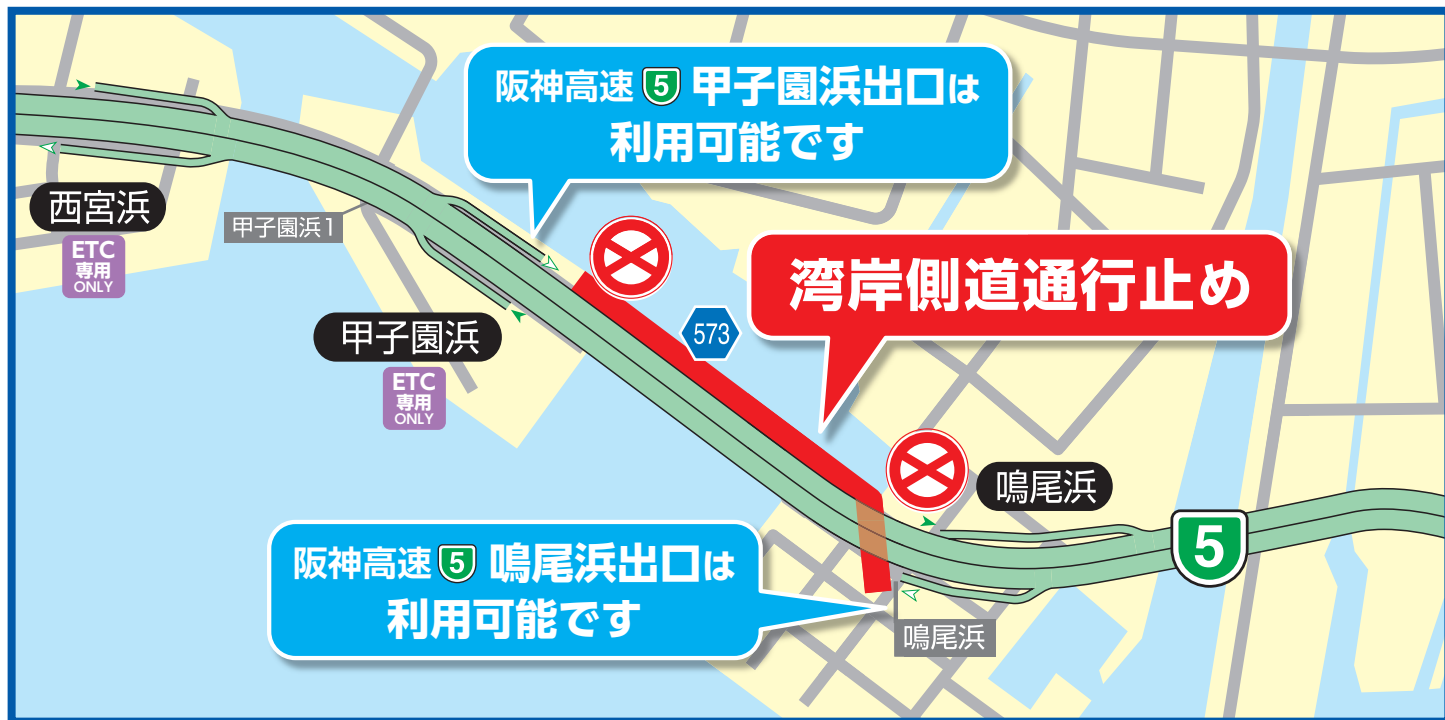 阪神高速 5 甲子園浜出口は
利用可能です
西宮浜
ETC
専用
ONLY
甲子園浜1
湾岸側道通行止め
573
甲子園浜
ETC
専用
ONLY
鳴尾浜
5
阪神高速 5 鳴尾浜出口は
利用可能です
鳴尾浜